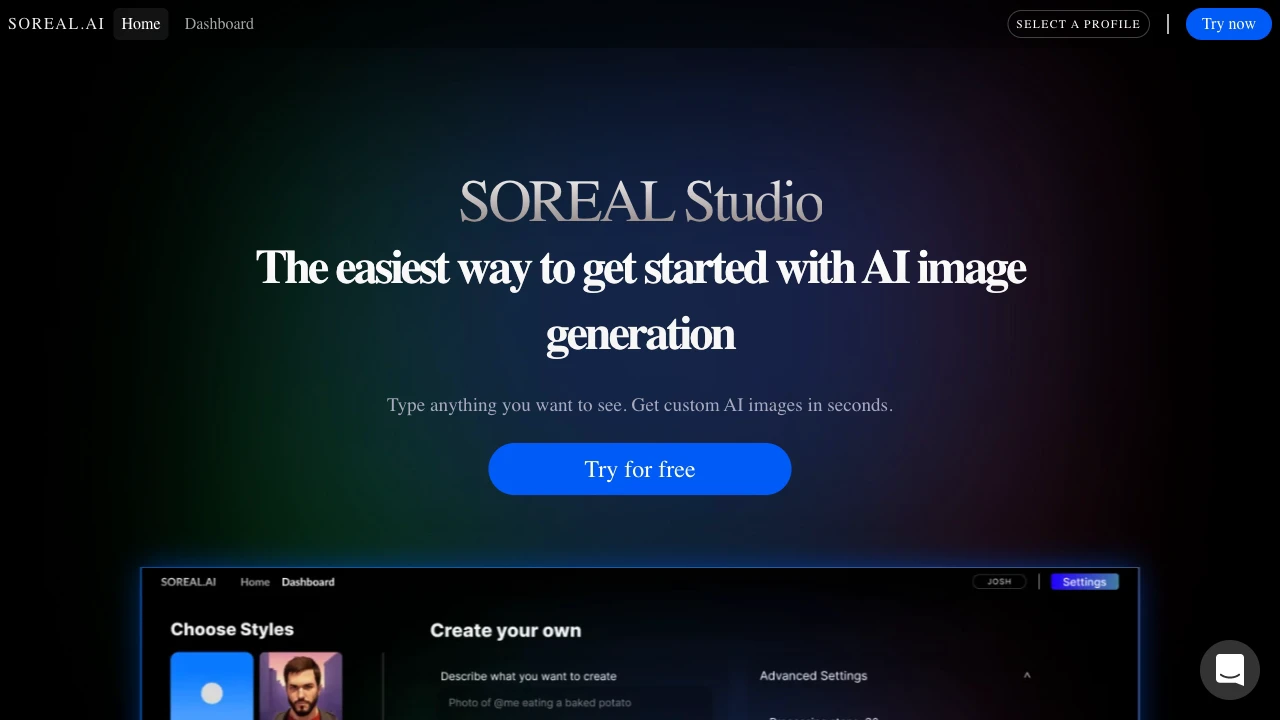 SOREAL.AI Home Dashboard SELECT A PROFILE Try now
SOREAL Studio
The easiest way to get started with AI image
generation
Type anything you want to see. Get custom AI images in seconds.
Try for free
SOREAL.AI Home Dashboard JOSH Settings
Choose Styles
Create your own
Describe what you want to create
Advanced Settings
Photo of @me eating a baked potato